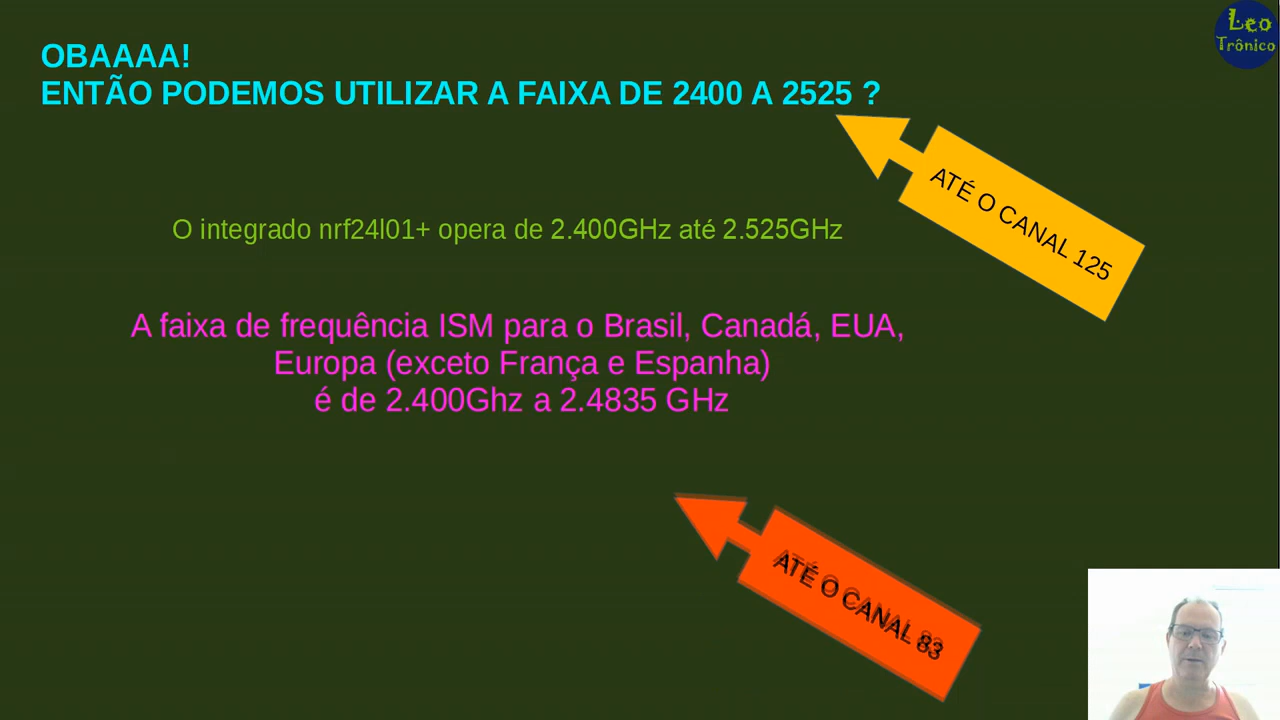 Leo
Trônico
OBAAAA!
ENTÃO PODEMOS UTILIZAR A FAIXA DE 2400 A 2525 ?
ATÉ O CANAL 125
O integrado nrf24l01+ opera de 2.400GHz até 2.525GHz
A faixa de frequência ISM para o Brasil, Canadá, EUA,
Europa (exceto França e Espanha)
é de 2.400Ghz a 2.4835 GHz
ATÉ O CANAL 83